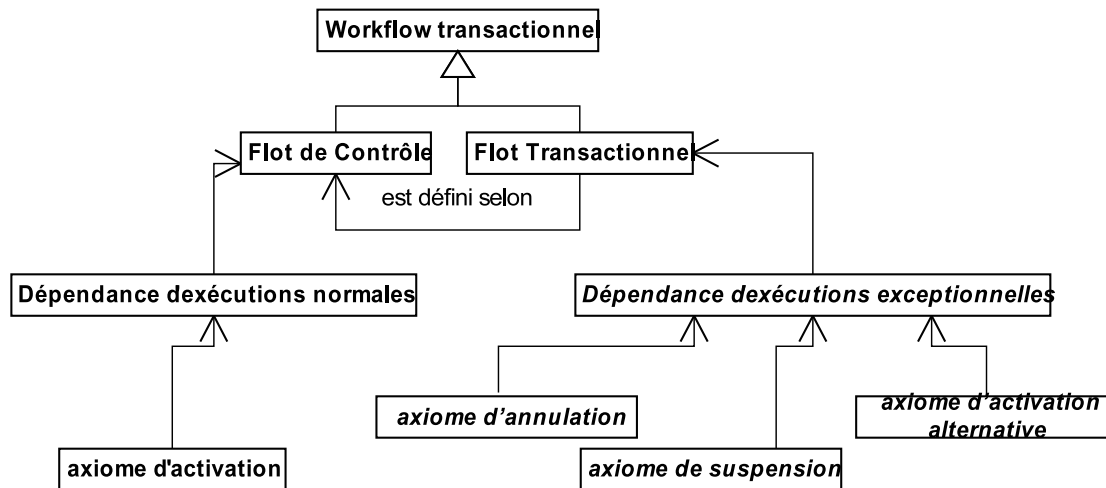 Workflow transactionnel
Flot de Contrôle
Flot Transactionnel
est défini selon
Dépendance dexécutions normales
Dépendance dexécutions exceptionnelles
axiome d’annulation
axiome d’activation
alternative
axiome d'activation
axiome de suspension